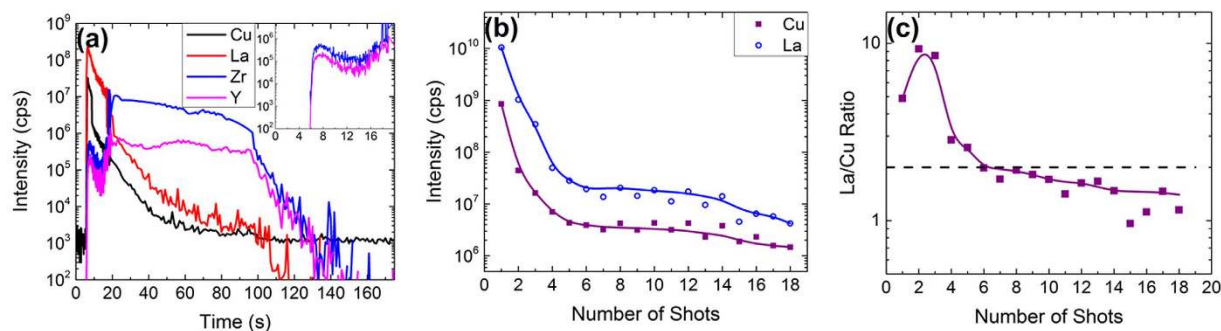 (a)
Cu
La
Zr
Y
10^6
10^5
10^4
10^3
10^2
0 4 8 12 16
10^9
10^8
10^7
10^6
10^5
10^4
10^3
10^2
0 20 40 60 80 100 120 140 160
Intensity (cps)
Time (s)
(b)
Cu
La
10^10
10^9
10^8
10^7
10^6
0 2 4 6 8 10 12 14 16 18
Intensity (cps)
Number of Shots
(c)
10
1
0 2 4 6 8 10 12 14 16 18 20
La/Cu Ratio
Number of Shots